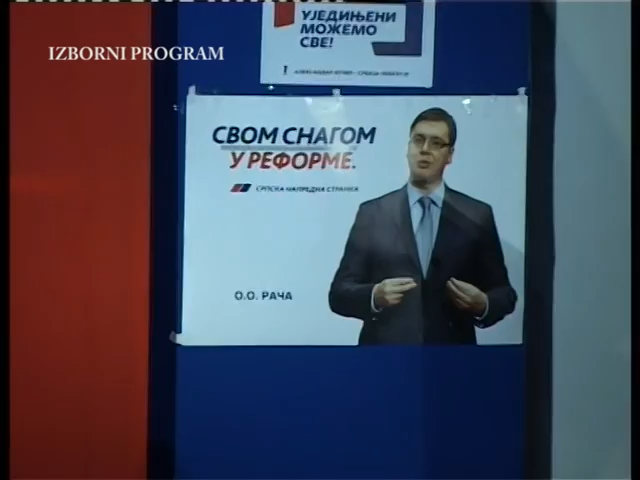 УЈЕДИЊЕНИ
МОЖЕМО
СВЕ!
IZBORNI PROGRAM
СВОМ СНАГОМ
У РЕФОРМЕ.
СРПСКА НАПРЕДНА СТРАНКА
О.О. РАЧА